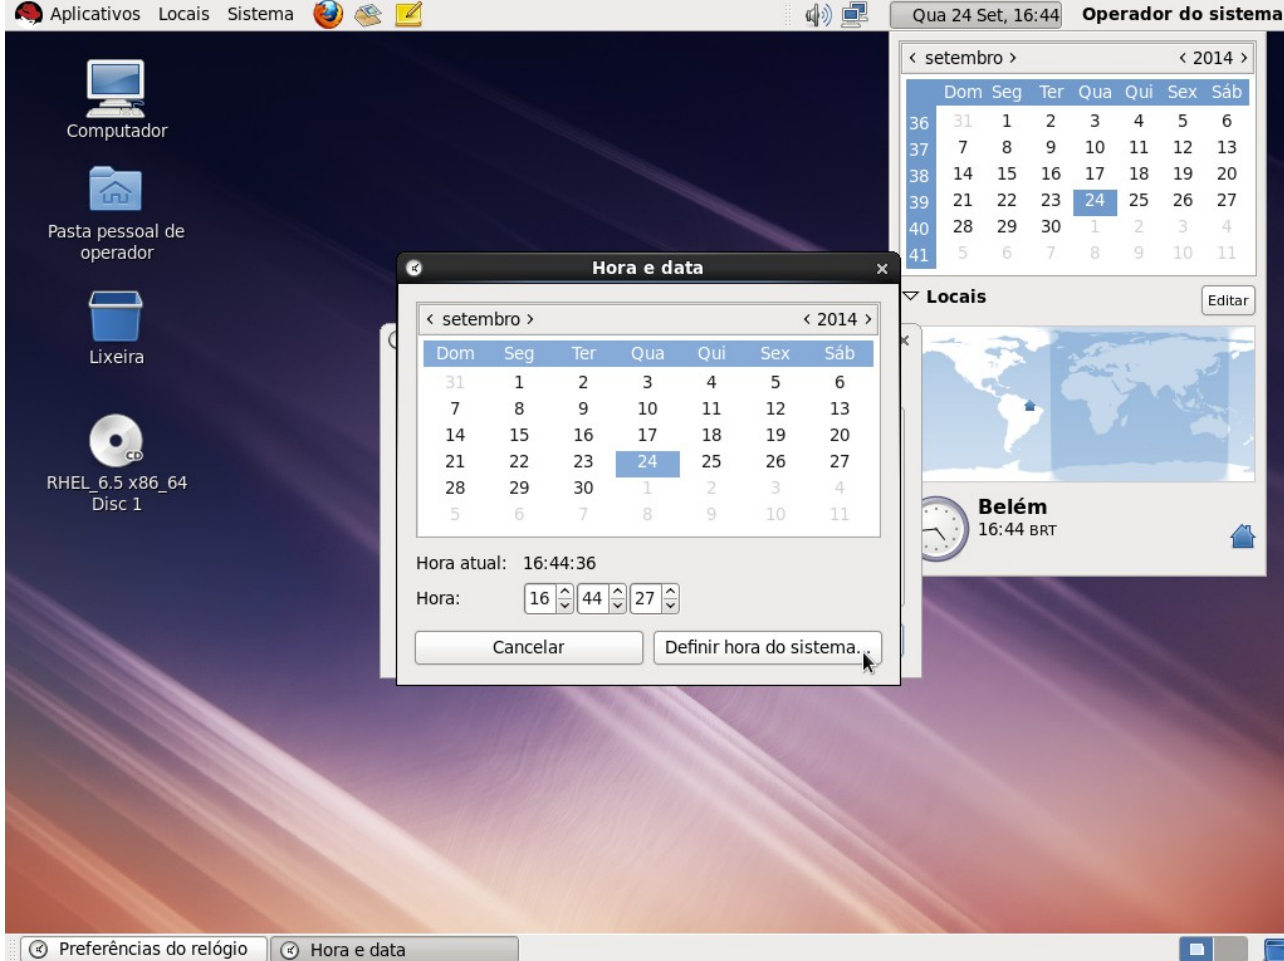 Aplicativos Locais Sistema
Qua 24 Set, 16:44 Operador do sistema
Computador
Pasta pessoal de
operador
Lixeira
CD
RHEL_6.5 x86_64
Disc 1
< setembro > < 2014 >
Dom Seg Ter Qua Qui Sex Sáb
36 31 1 2 3 4 5 6
37 7 8 9 10 11 12 13
38 14 15 16 17 18 19 20
39 21 22 23 24 25 26 27
40 28 29 30 1 2 3 4
41 5 6 7 8 9 10 11
Locais Editar
Belém
16:44 BRT
Hora e data
< setembro > < 2014 >
Dom Seg Ter Qua Qui Sex Sáb
31 1 2 3 4 5 6
7 8 9 10 11 12 13
14 15 16 17 18 19 20
21 22 23 24 25 26 27
28 29 30 1 2 3 4
5 6 7 8 9 10 11
Hora atual: 16:44:36
Hora: 16 44 27
Cancelar Definir hora do sistema...
Preferências do relógio Hora e data